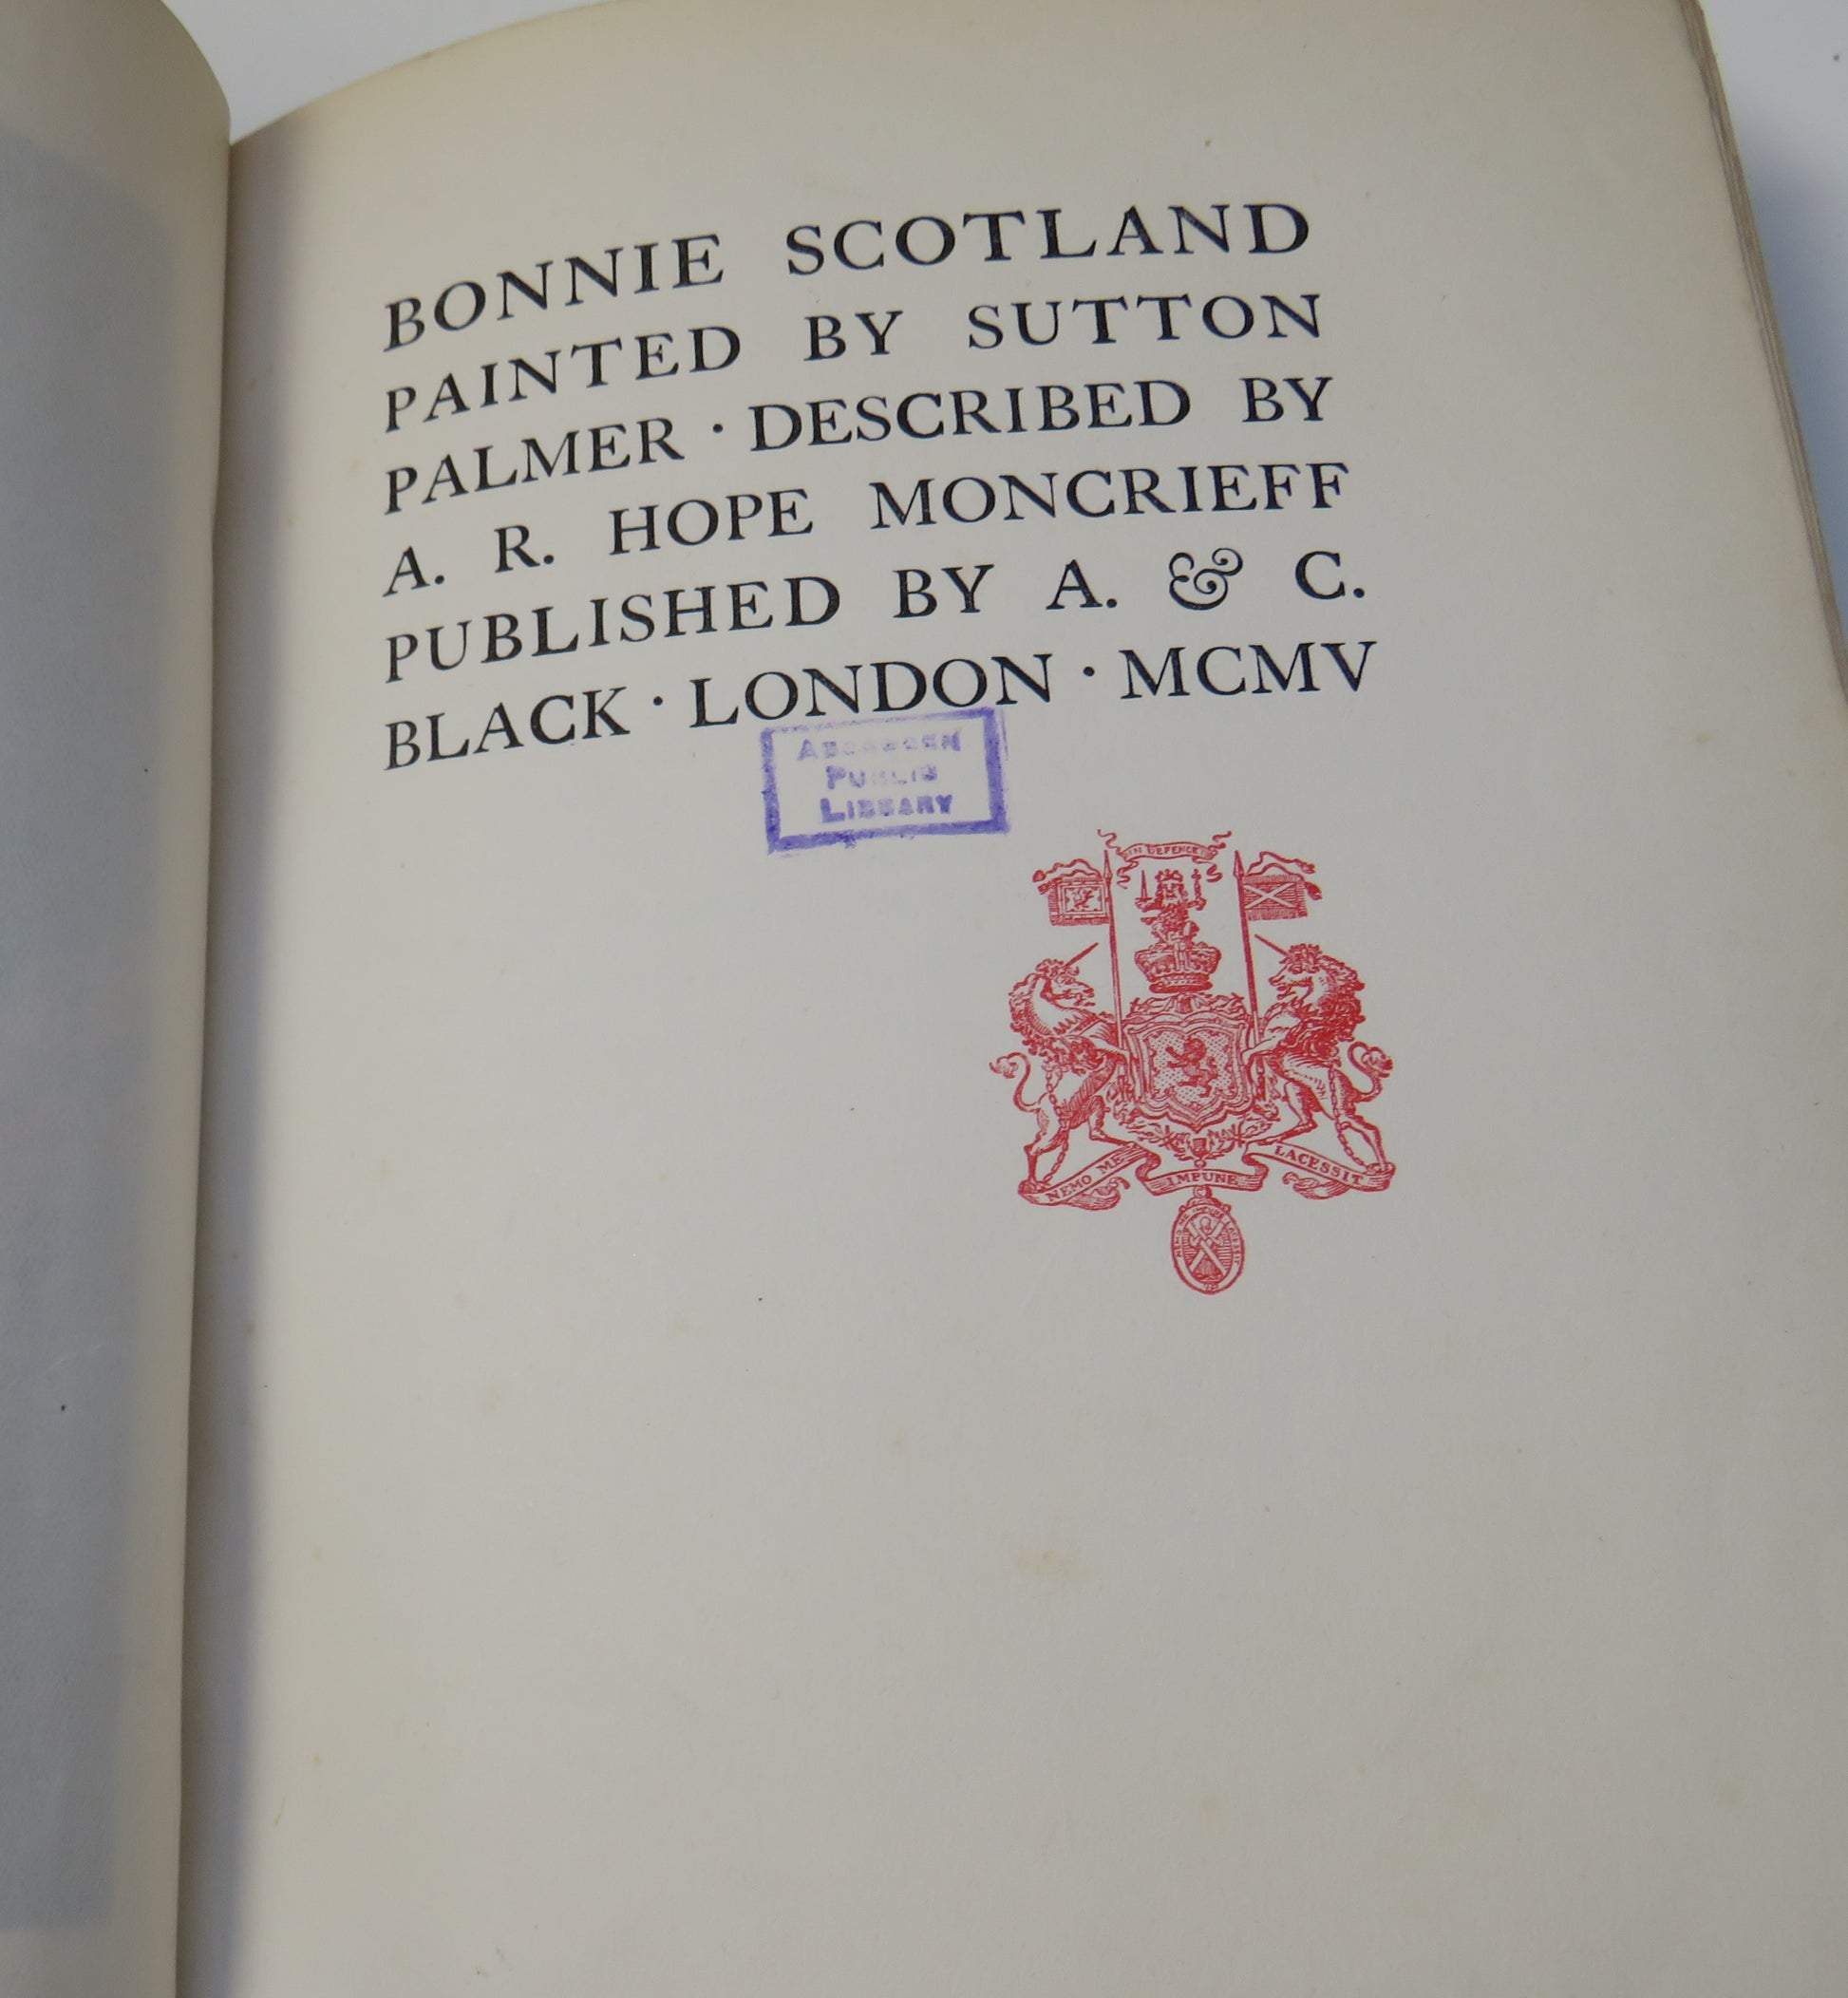 BONNIE SCOTLAND
PAINTED BY SUTTON
PALMER · DESCRIBED BY
A. R. HOPE MONCRIEFF
PUBLISHED BY A. & C.
BLACK · LONDON · MCMV
ABERDEEN
PUBLIC
LIBRARY
IN DEFENCE
NEMO ME IMPUNE LACESSIT